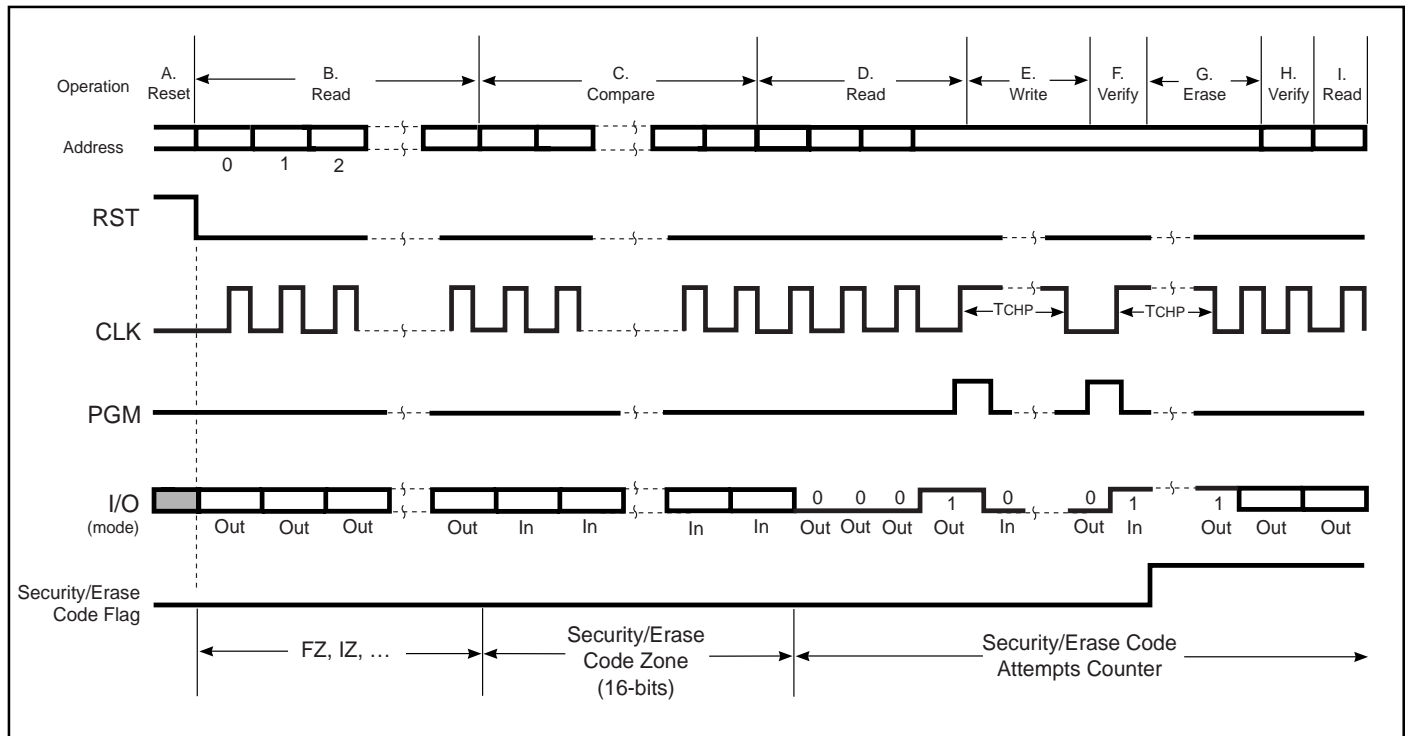 Operation
A.
Reset
B.
Read
C.
Compare
D.
Read
E.
Write
F.
Verify
G.
Erase
H.
Verify
I.
Read
Address
0 1 2
RST
CLK
TCHP TCHP
PGM
I/O
(mode)
0 0 0 1 0 0 1 1
Out Out Out Out In In In In Out Out Out Out In Out In Out Out Out
Security/Erase
Code Flag
FZ, IZ, …
Security/Erase
Code Zone
(16-bits)
Security/Erase Code
Attempts Counter